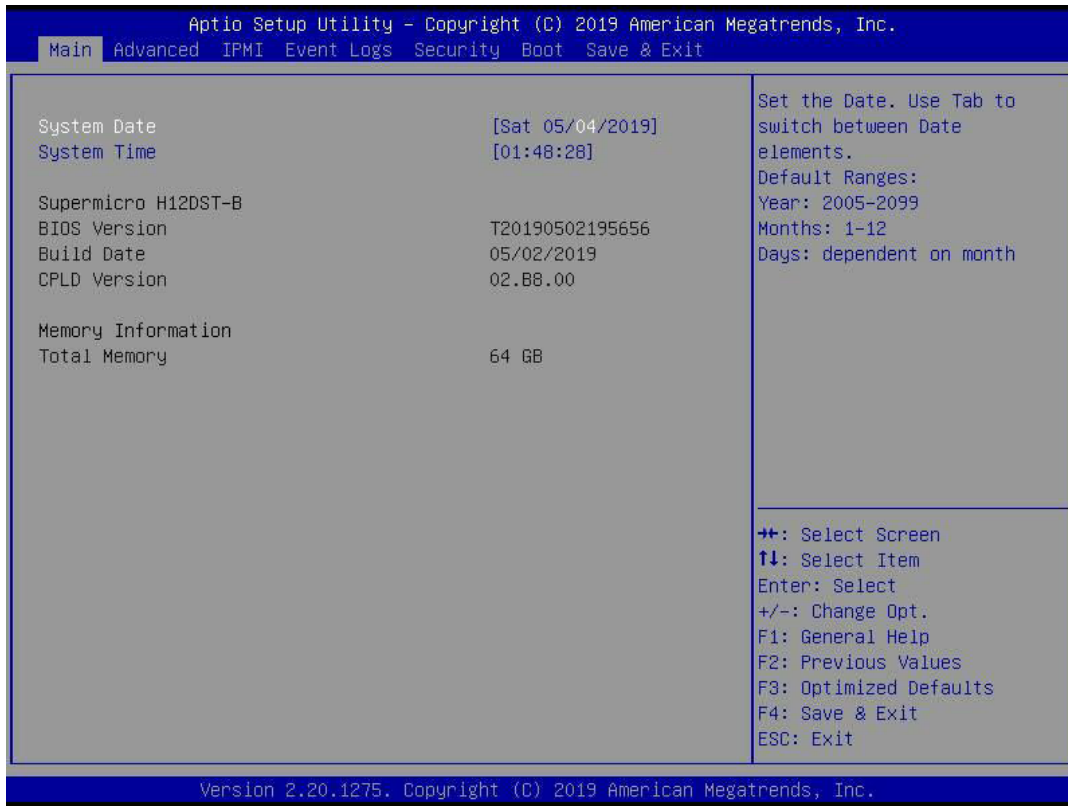 Aptio Setup Utility – Copyright (C) 2019 American Megatrends, Inc.
Main Advanced IPMI Event Logs Security Boot Save & Exit
System Date [Sat 05/04/2019]
System Time [01:48:28]
Supermicro H12DST-B
BIOS Version T20190502195656
Build Date 05/02/2019
CPLD Version 02.B8.00
Memory Information
Total Memory 64 GB
Set the Date. Use Tab to
switch between Date
elements.
Default Ranges:
Year: 2005-2099
Months: 1-12
Days: dependent on month
→←: Select Screen
↑↓: Select Item
Enter: Select
+/-: Change Opt.
F1: General Help
F2: Previous Values
F3: Optimized Defaults
F4: Save & Exit
ESC: Exit
Version 2.20.1275. Copyright (C) 2019 American Megatrends, Inc.